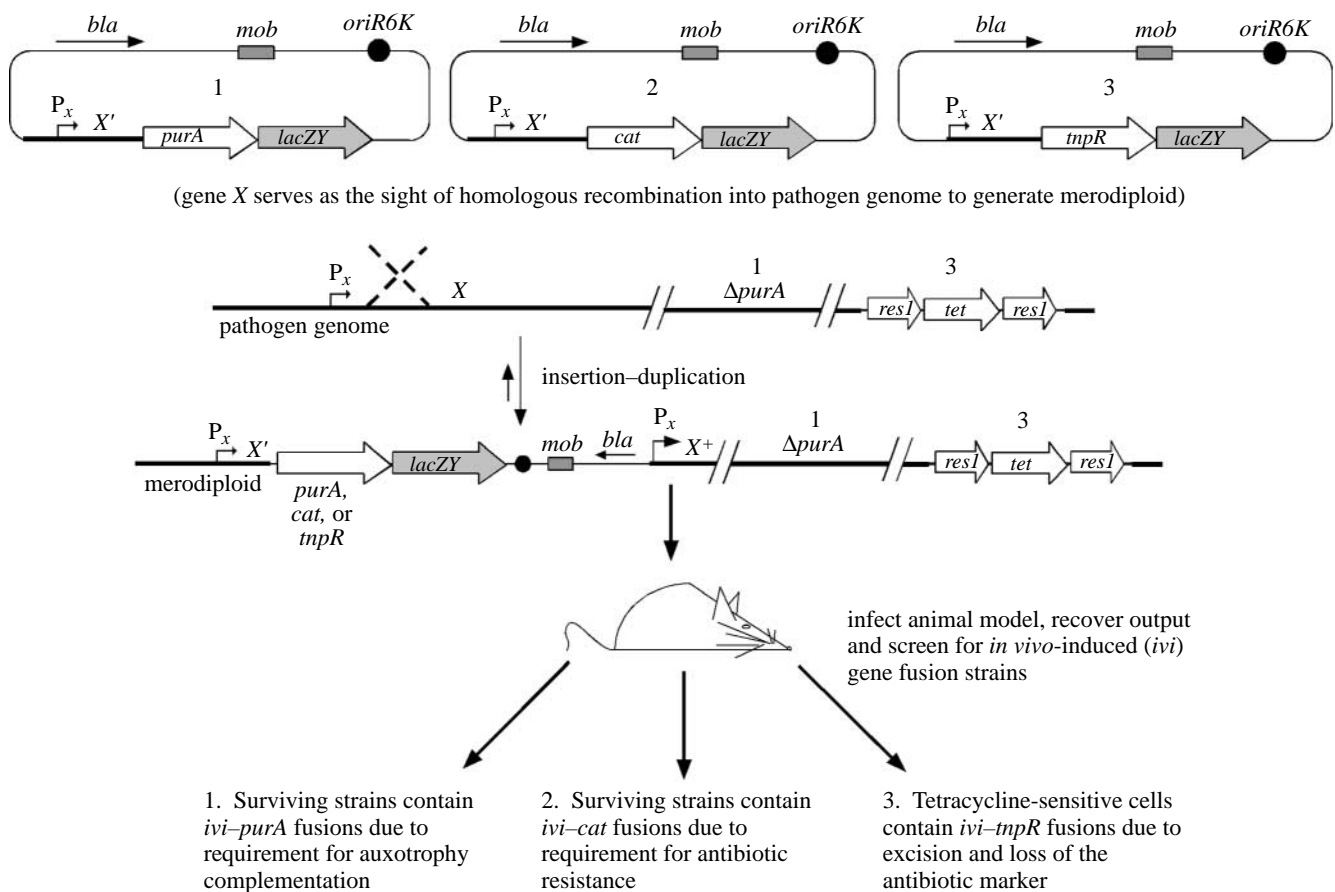 bla mob oriR6K bla mob oriR6K bla mob oriR6K
1 2 3
Px X' Px X' Px X'
purA lacZY cat lacZY tnpR lacZY
(gene X serves as the sight of homologous recombination into pathogen genome to generate merodiploid)
Px X 1 3
ΔpurA
res1 tet res1
pathogen genome
insertion–duplication
Px X' lacZY mob bla Px X+ 1 3
ΔpurA
res1 tet res1
merodiploid
purA,
cat, or
tnpR
infect animal model, recover output
and screen for in vivo-induced (ivi)
gene fusion strains
1. Surviving strains contain
ivi–purA fusions due to
requirement for auxotrophy
complementation
2. Surviving strains contain
ivi–cat fusions due to
requirement for antibiotic
resistance
3. Tetracycline-sensitive cells
contain ivi–tnpR fusions due to
excision and loss of the
antibiotic marker